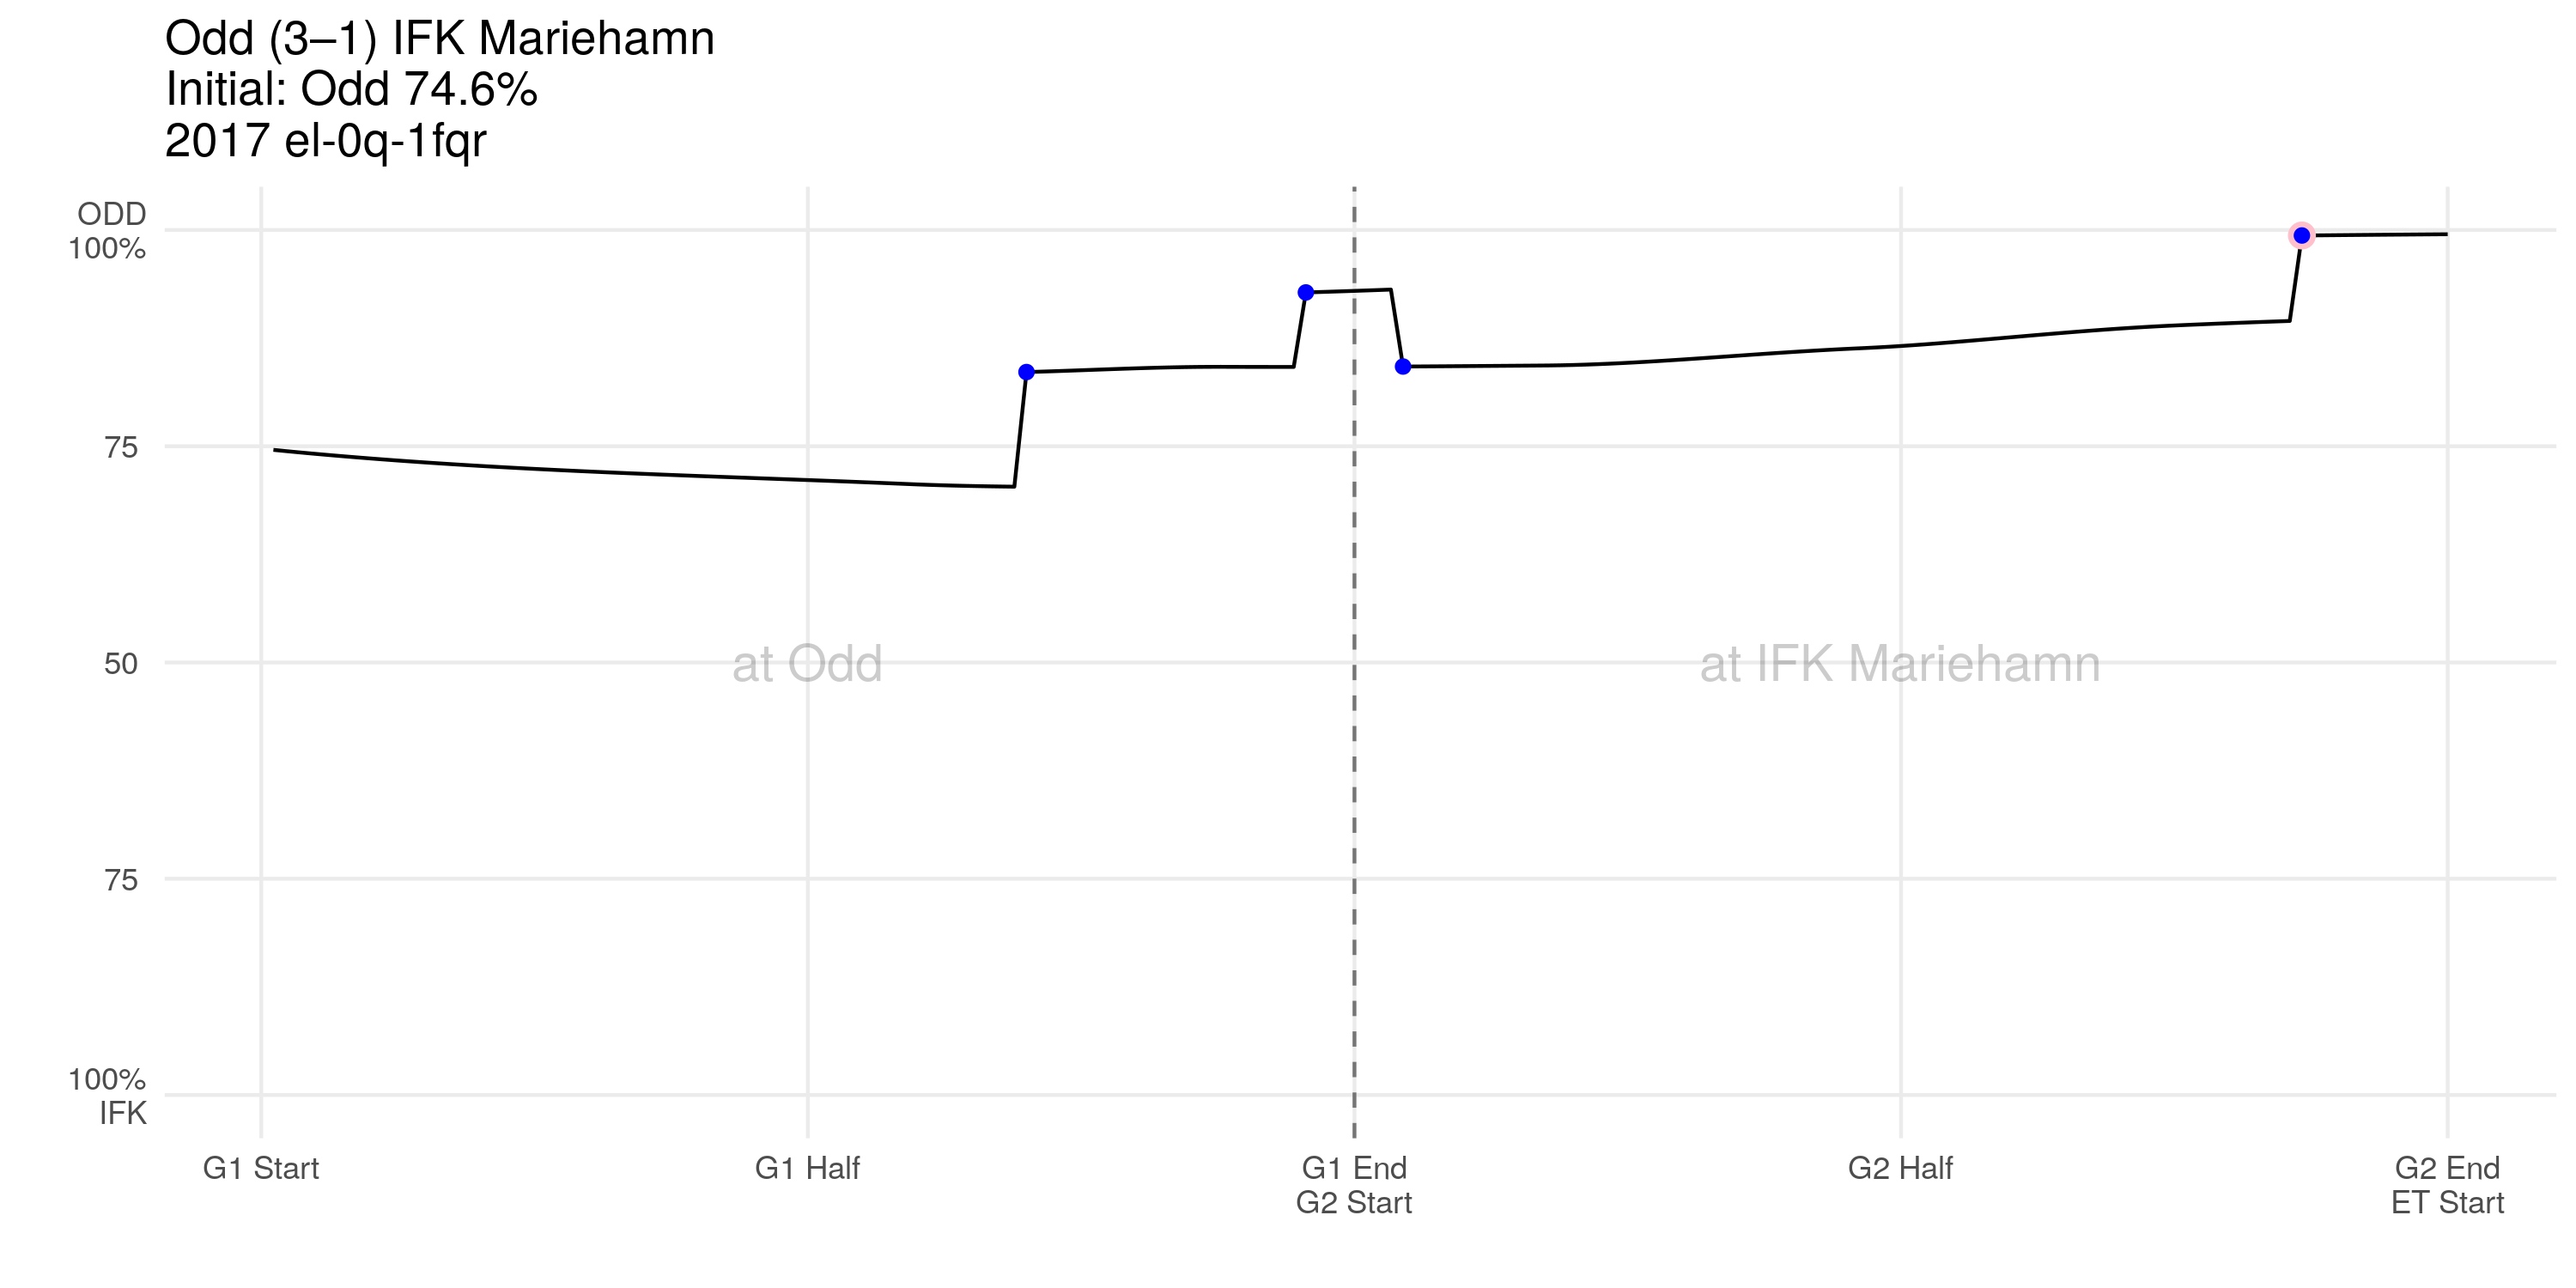 Odd (3–1) IFK Mariehamn
Initial: Odd 74.6%
2017 el-0q-1fqr
ODD
100%
75
50
75
100%
IFK
at Odd
at IFK Mariehamn
G1 Start
G1 Half
G1 End
G2 Start
G2 Half
G2 End
ET Start